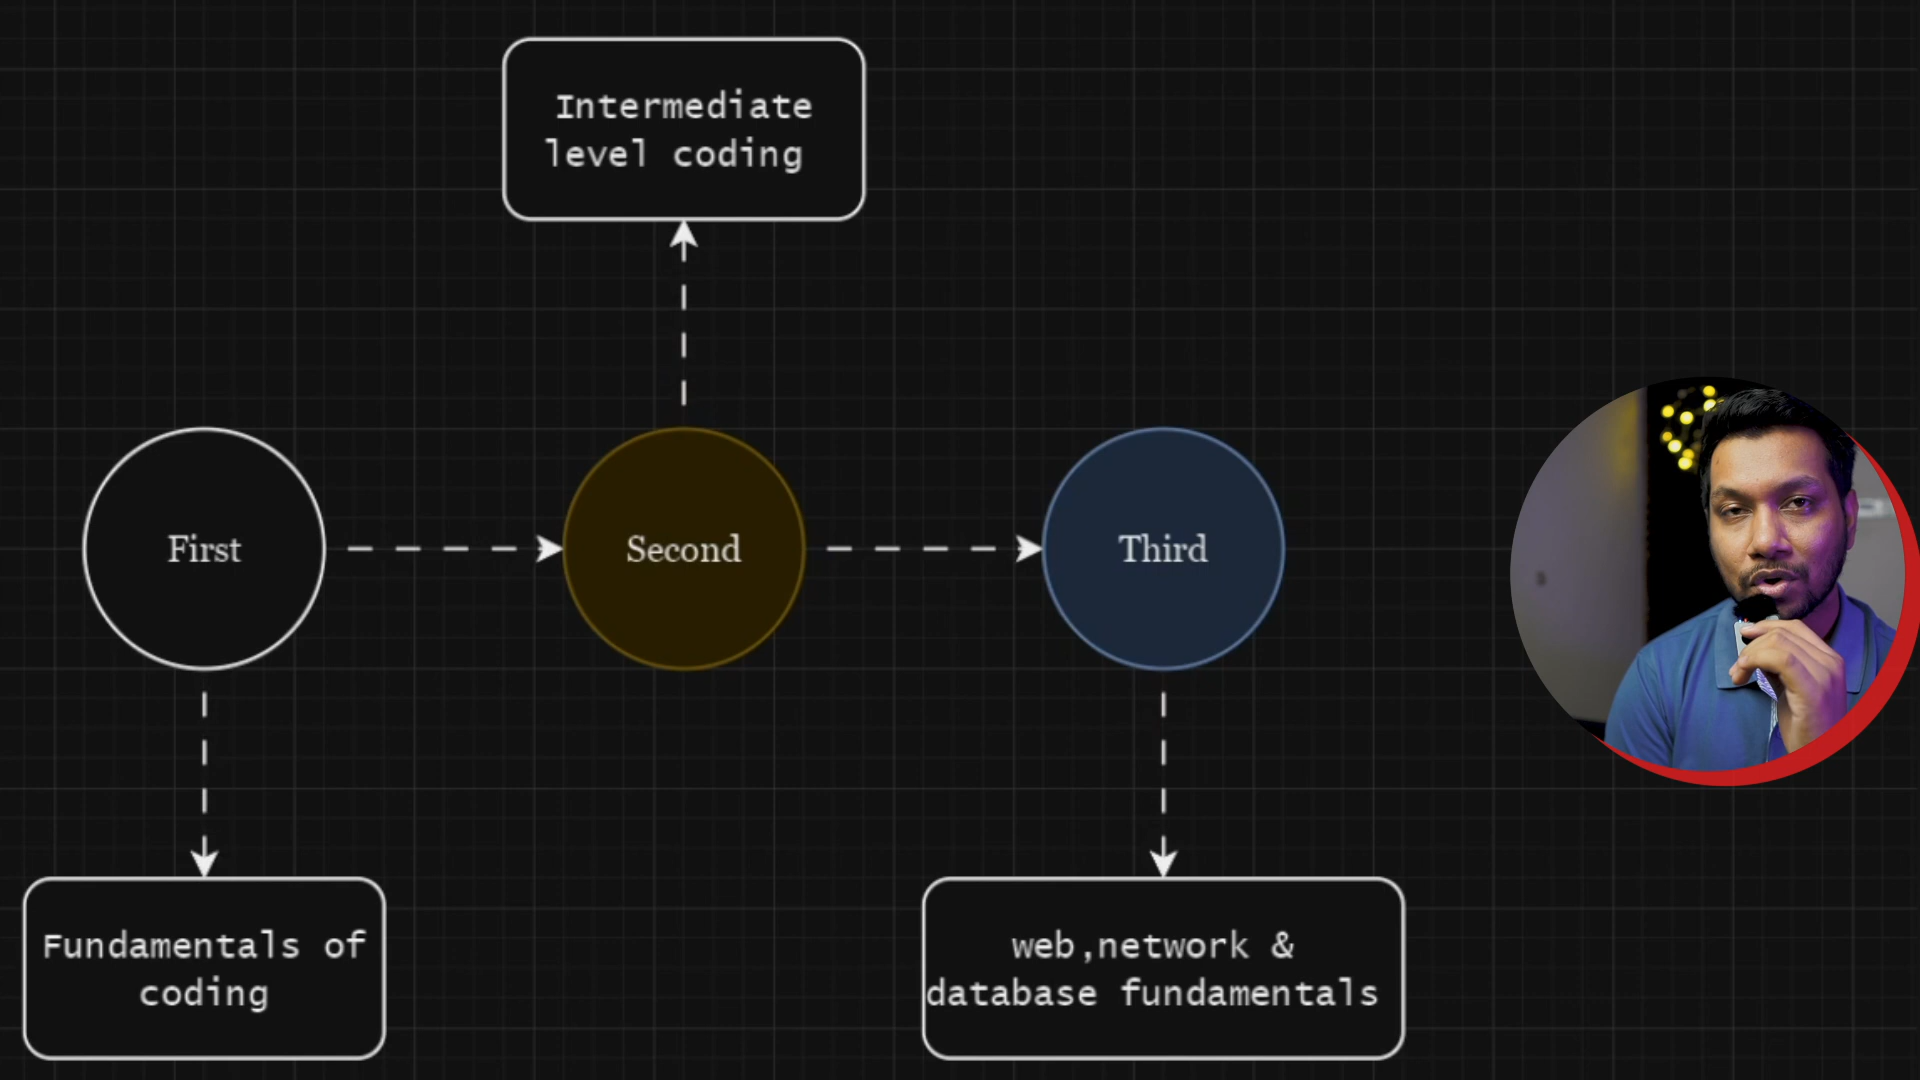 Intermediate
level coding
First
Second
Third
Fundamentals of
coding
web,network &
database fundamentals